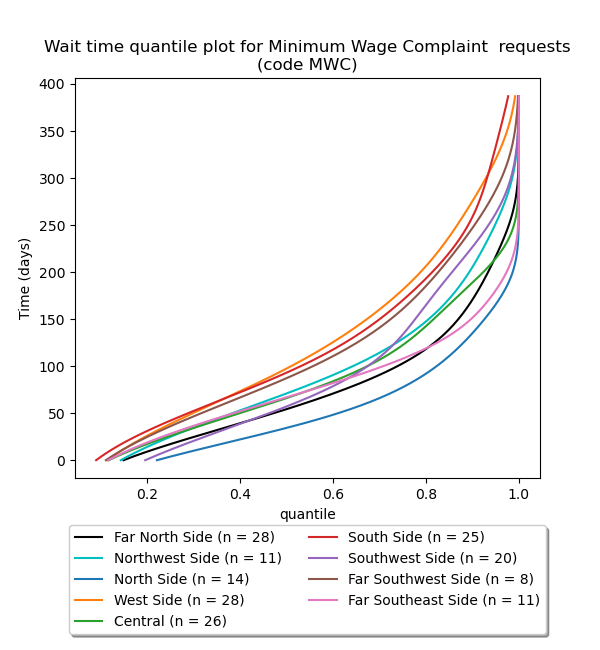 Wait time quantile plot for Minimum Wage Complaint  requests
(code MWC)
400
350
300
250
200
150
100
50
0
Time (days)
0.2
0.4
0.6
0.8
1.0
quantile
Far North Side (n = 28)
Northwest Side (n = 11)
North Side (n = 14)
West Side (n = 28)
Central (n = 26)
South Side (n = 25)
Southwest Side (n = 20)
Far Southwest Side (n = 8)
Far Southeast Side (n = 11)